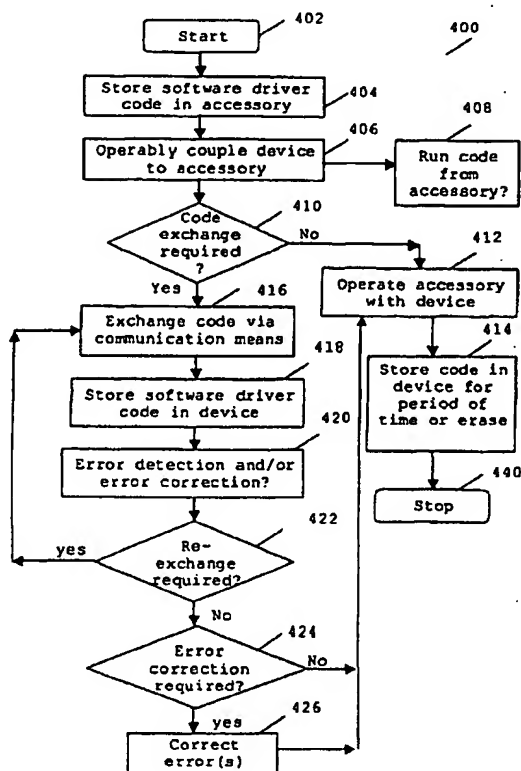 402
Start
400
Store software driver
code in accessory
404
406
408
Operably couple device
to accessory
Run code
from
accessory?
410
Code
exchange
required
?
No
412
Yes
416
Operate accessory
with device
Exchange code via
communication means
414
418
Store code in
device for
period of
time or erase
Store software driver
code in device
420
440
Error detection and/or
error correction?
Stop
422
yes
Re-
exchange
required?
No
424
Error
correction
required?
No
yes
426
Correct
error(s)